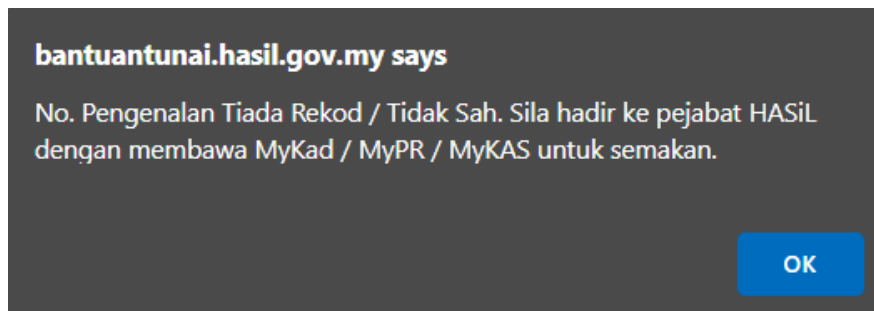 bantuantunai.hasil.gov.my says
No. Pengenalan Tiada Rekod / Tidak Sah. Sila hadir ke pejabat HASiL
dengan membawa MyKad / MyPR / MyKAS untuk semakan.
OK